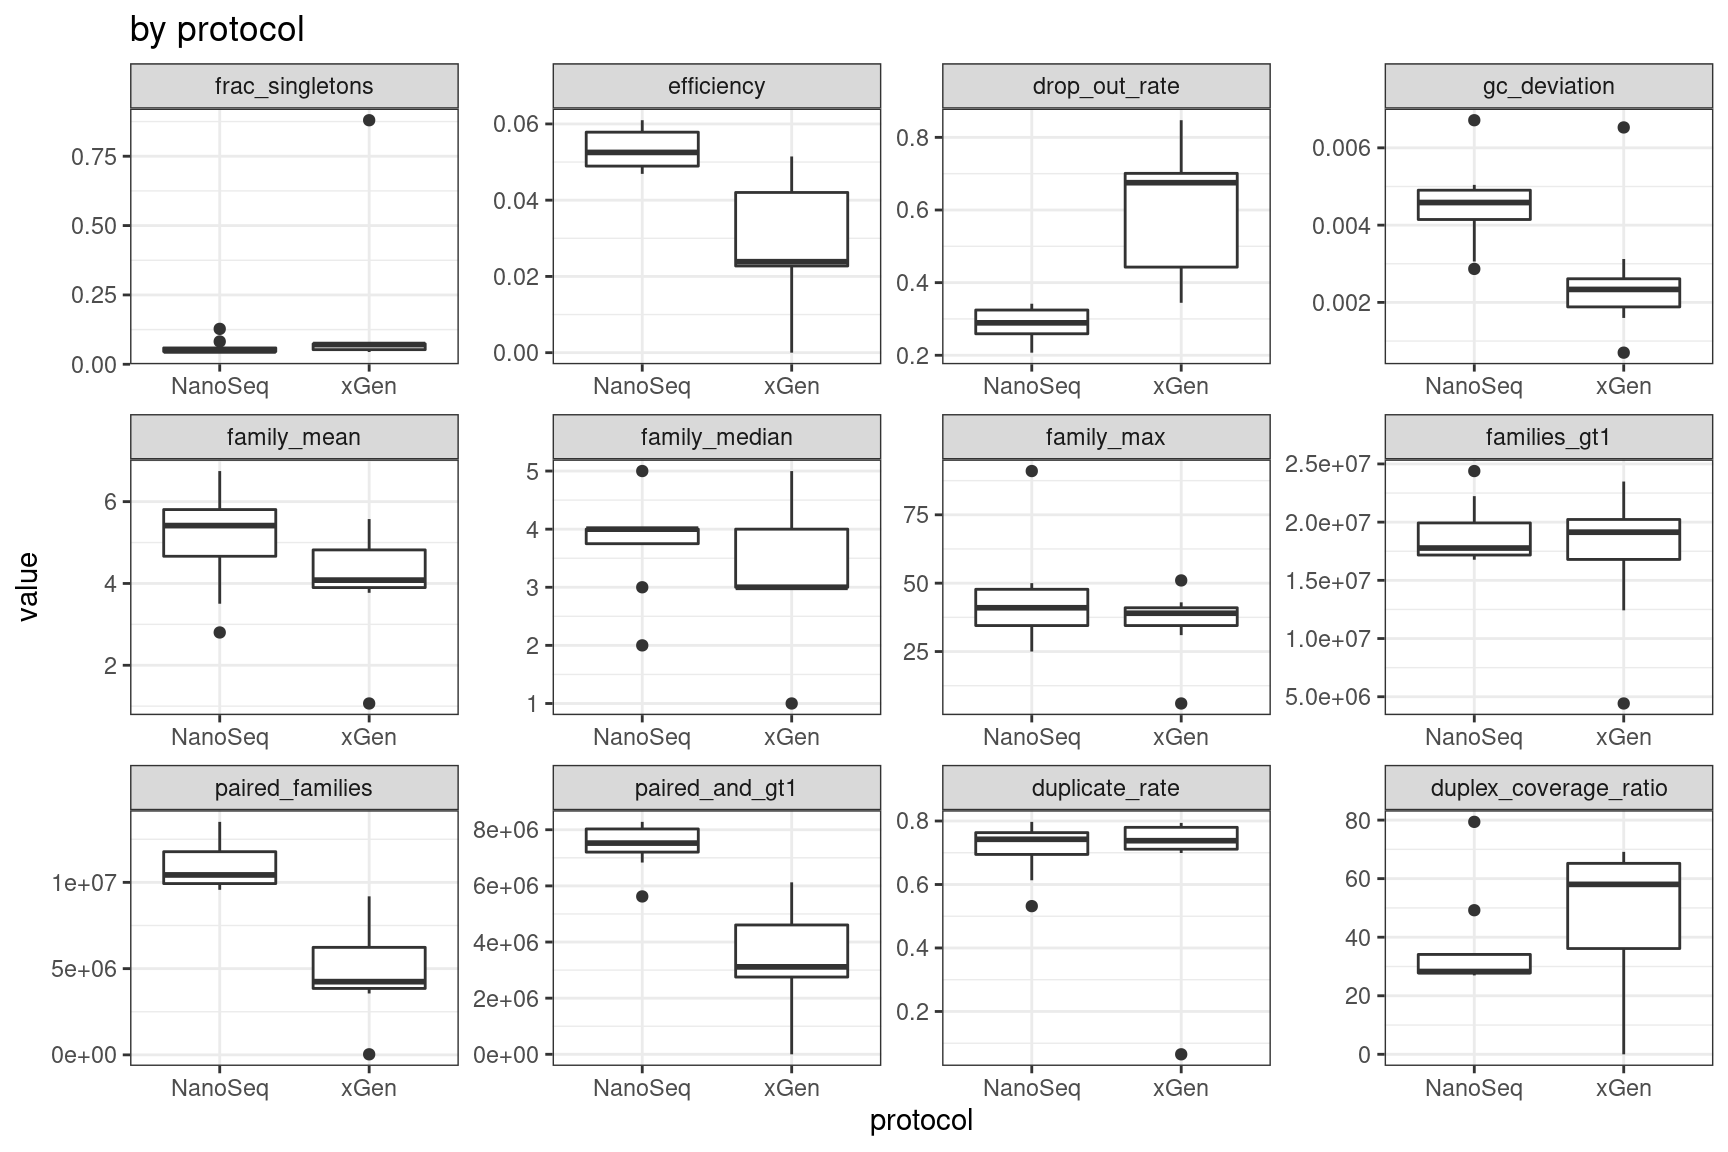 by protocol
frac_singletons efficiency drop_out_rate gc_deviation
0.75
0.50
0.25
0.00
0.06
0.04
0.02
0.00
0.8
0.6
0.4
0.2
0.006
0.004
0.002
NanoSeq xGen NanoSeq xGen NanoSeq xGen NanoSeq xGen
family_mean family_median family_max families_gt1
6
4
2
5
4
3
2
1
75
50
25
2.5e+07
2.0e+07
1.5e+07
1.0e+07
5.0e+06
NanoSeq xGen NanoSeq xGen NanoSeq xGen NanoSeq xGen
value
paired_families paired_and_gt1 duplicate_rate duplex_coverage_ratio
1e+07
5e+06
0e+00
8e+06
6e+06
4e+06
2e+06
0e+00
0.8
0.6
0.4
0.2
80
60
40
20
0
NanoSeq xGen NanoSeq xGen NanoSeq xGen NanoSeq xGen
protocol